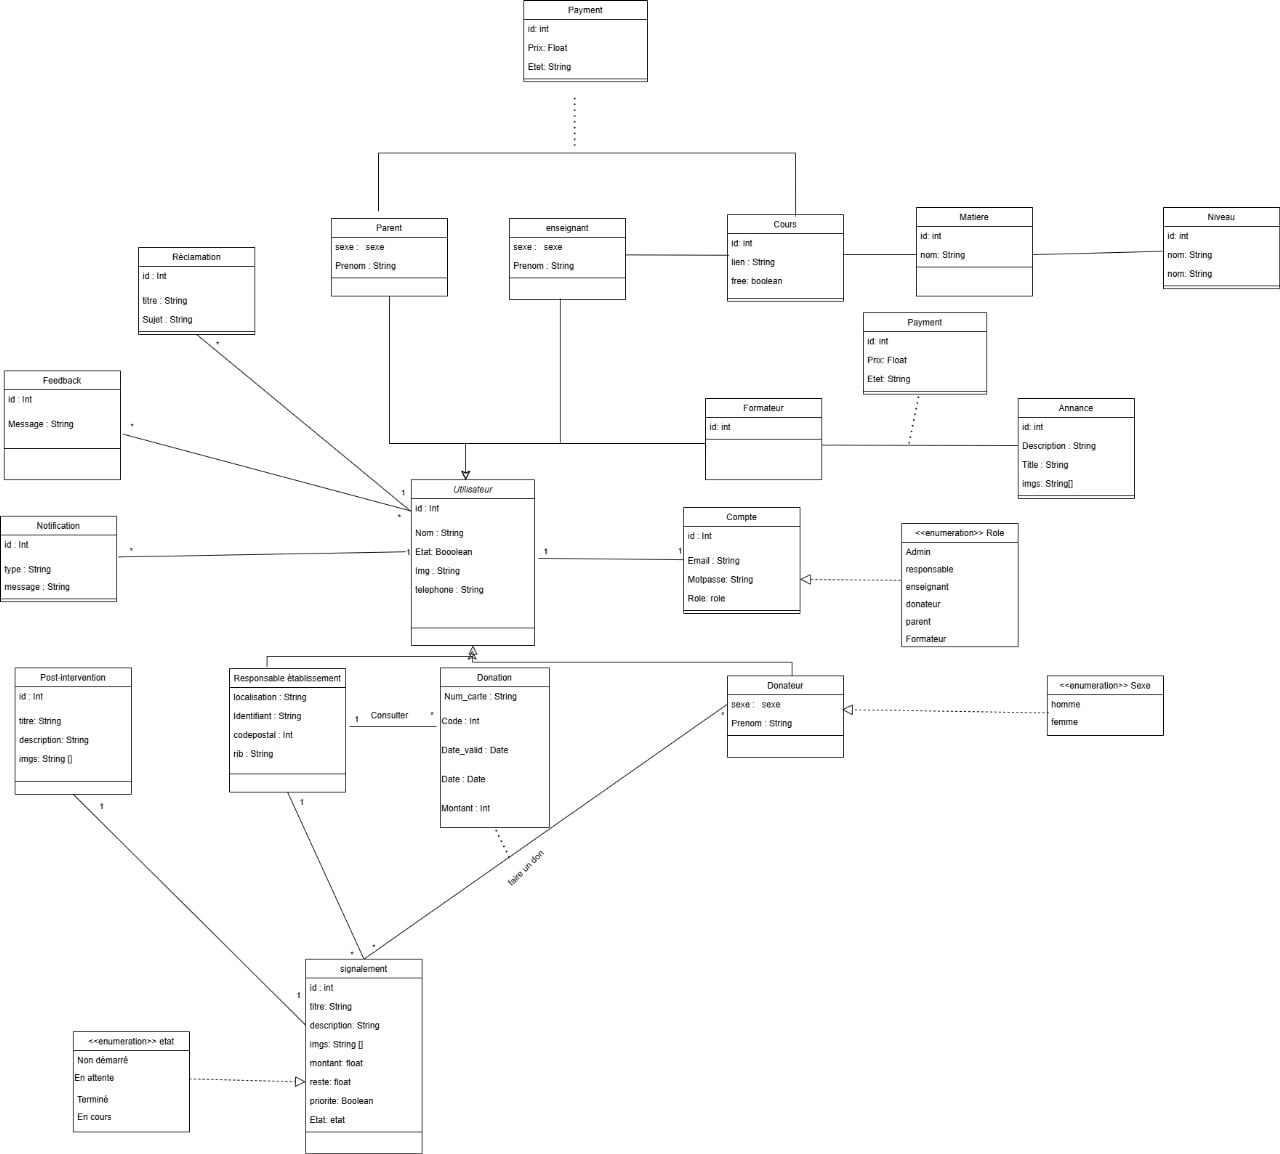 Payment
id: int
Prix: Float
Etet: String
Parent
sexe : sexe
Prenom : String
enseignant
sexe : sexe
Prenom : String
Cours
id: int
lien : String
free: boolean
Matiere
id: int
nom: String
Niveau
id: int
nom: String
nom: String
Réclamation
id : Int
titre : String
Sujet : String
*
Payment
id: int
Prix: Float
Etet: String
Feedback
id : Int
Message : String
*
Formateur
id: int
Annance
id: int
Description : String
Title : String
imgs: String[]
1
*
Utilisateur
id : Int
Nom : String
Etat: Booolean
Img : String
telephone : String
Notification
id : Int
type : String
message : String
*
1
1
1
Compte
id : Int
Email : String
Motpasse: String
Role: role
<<enumeration>> Role
Admin
responsable
enseignant
donateur
parent
Formateur
Post-intervention
id : Int
titre: String
description: String
imgs: String []
1
Responsable établissement
localisation : String
Identifiant : String
codepostal : Int
rib : String
1
1
Consulter
*
Donation
Num_carte : String
Code : Int
Date_valid : Date
Date : Date
Montant : Int
Donateur
sexe : sexe
Prenom : String
*
<<enumeration>> Sexe
homme
femme
faire un don
*
*
1
signalement
id : int
titre: String
description: String
imgs: String []
montant: float
reste: float
priorite: Boolean
Etat: etat
<<enumeration>> etat
Non démarré
En attente
Terminé
En cours